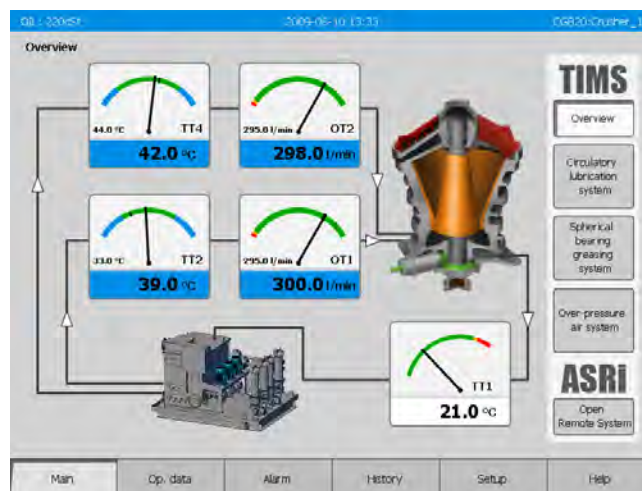 2009-06-10 13:33
CG820:Crusher_1
Overview
TIMS
Overview
44.0 °C
TT4
42.0 °C
295.0 l/min
OT2
298.0 l/min
Circulatory
lubrication
system
33.0 °C
TT2
39.0 °C
295.0 l/min
OT1
300.0 l/min
Spherical
bearing
greasing
system
Over-pressure
air system
TT1
21.0 °C
ASRi
Open
Remote System
Main
Op. data
Alarm
History
Setup
Help